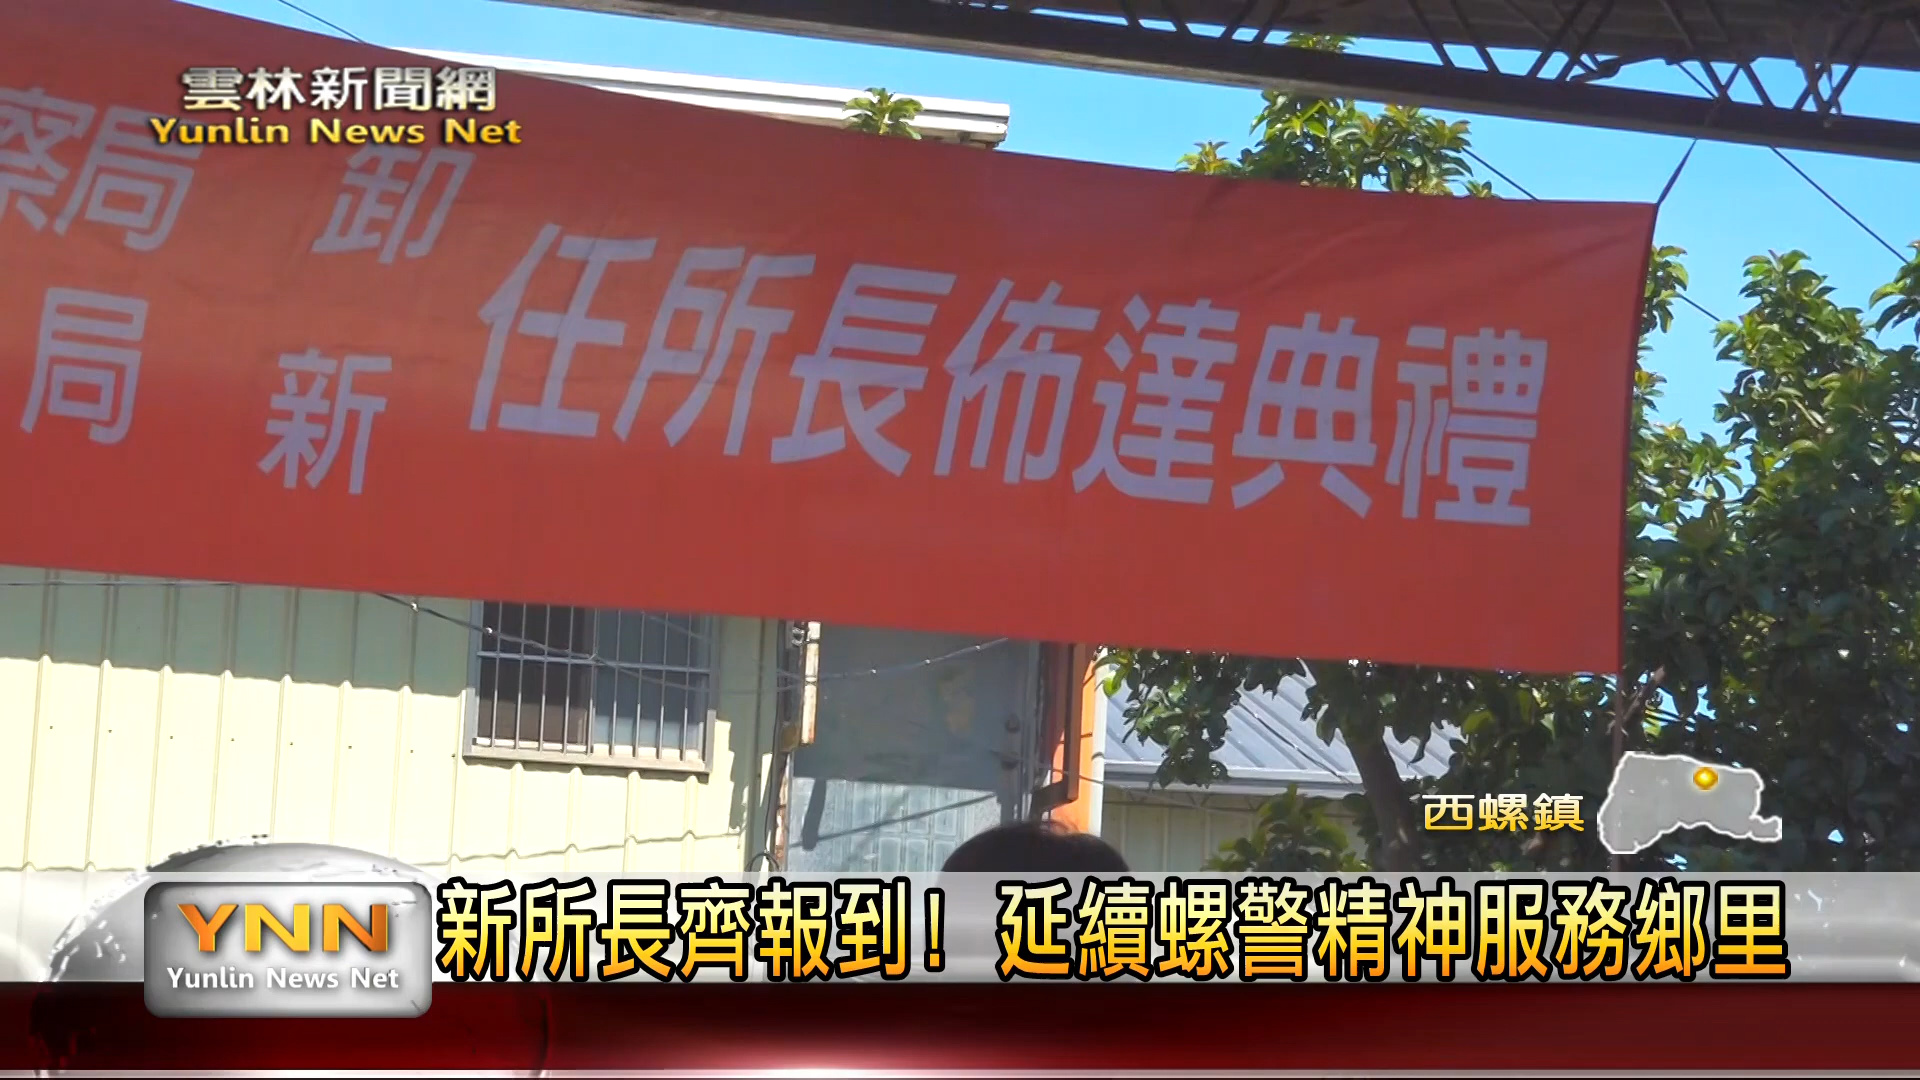 雲林新聞網
Yunlin News Net
察局 卸
局 新
任所長佈達典禮
西螺鎮
YNN
Yunlin News Net
新所長齊報到! 延續螺警精神服務鄉里